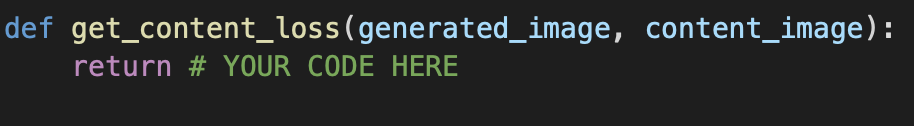 def get_content_loss(generated_image, content_image):
    return # YOUR CODE HERE